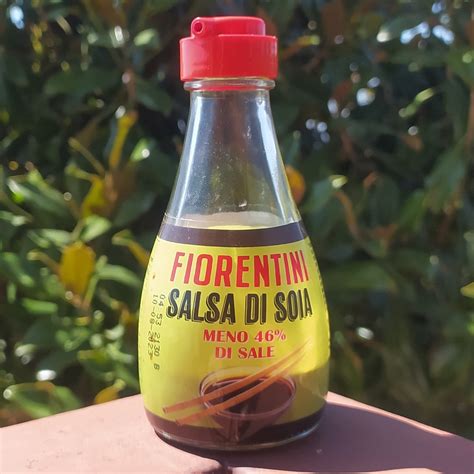 FIORENTINI
SALSA DI SOIA
MENO 46%
DI SALE